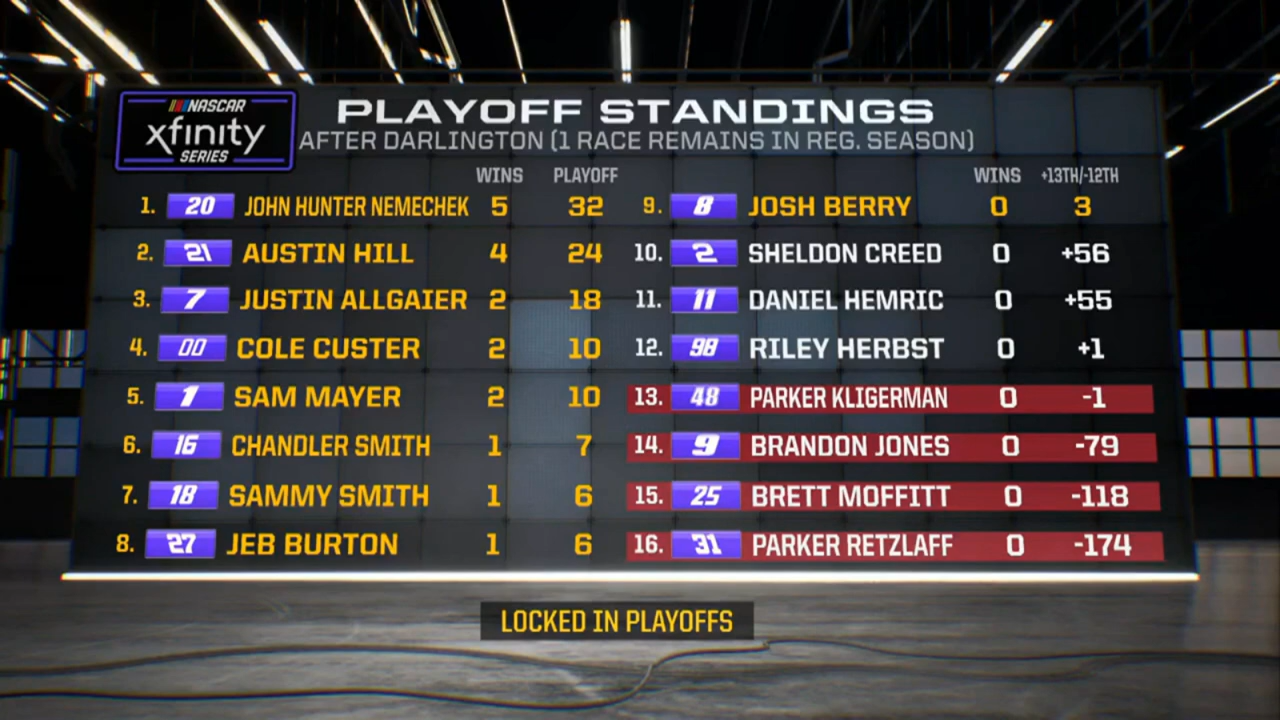 NASCAR
xfinity
SERIES
PLAYOFF STANDINGS
AFTER DARLINGTON (1 RACE REMAINS IN REG. SEASON)
WINS PLAYOFF
1. 20 JOHN HUNTER NEMECHEK 5 32
2. 21 AUSTIN HILL 4 24
3. 7 JUSTIN ALLGAIER 2 18
4. 00 COLE CUSTER 2 10
5. 1 SAM MAYER 2 10
6. 16 CHANDLER SMITH 1 7
7. 18 SAMMY SMITH 1 6
8. 27 JEB BURTON 1 6
WINS +13TH/-12TH
9. 8 JOSH BERRY 0 3
10. 2 SHELDON CREED 0 +56
11. 11 DANIEL HEMRIC 0 +55
12. 98 RILEY HERBST 0 +1
13. 48 PARKER KLIGERMAN 0 -1
14. 9 BRANDON JONES 0 -79
15. 25 BRETT MOFFITT 0 -118
16. 31 PARKER RETZLAFF 0 -174
LOCKED IN PLAYOFFS